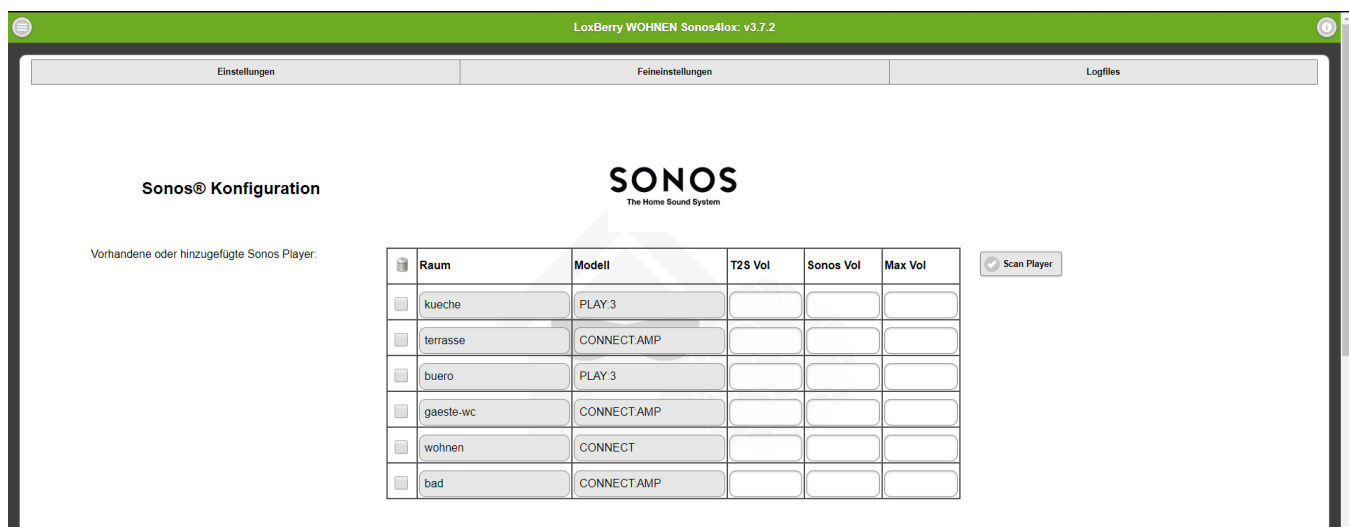 LoxBerry WOHNEN Sonos4lox: v3.7.2
Einstellungen Feineinstellungen Logfiles
Sonos® Konfiguration
SONOS
The Home Sound System
Vorhandene oder hinzugefügte Sonos Player:
Raum Modell T2S Vol Sonos Vol Max Vol
Scan Player
kueche PLAY:3
terrasse CONNECT:AMP
buero PLAY:3
gaeste-wc CONNECT:AMP
wohnen CONNECT
bad CONNECT:AMP